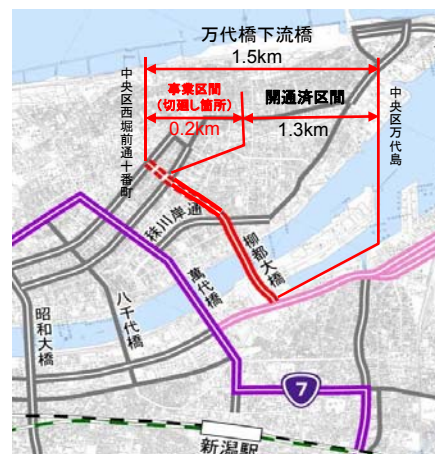 万代橋下流橋
1.5km
事業区間
(切廻し箇所)
0.2km
開通済区間
1.3km
中央区西堀前通十番町
中央区万代島
秣川岸通
柳都大橋
萬代橋
八千代橋
昭和大橋
7
新潟駅